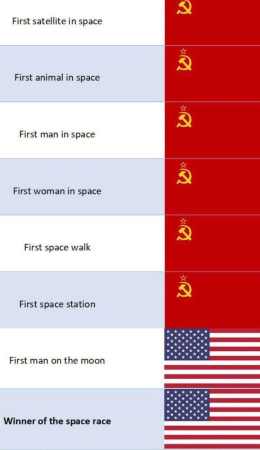 First satellite in space
First animal in space
First man in space
First woman in space
First space walk
First space station
First man on the moon
Winner of the space race